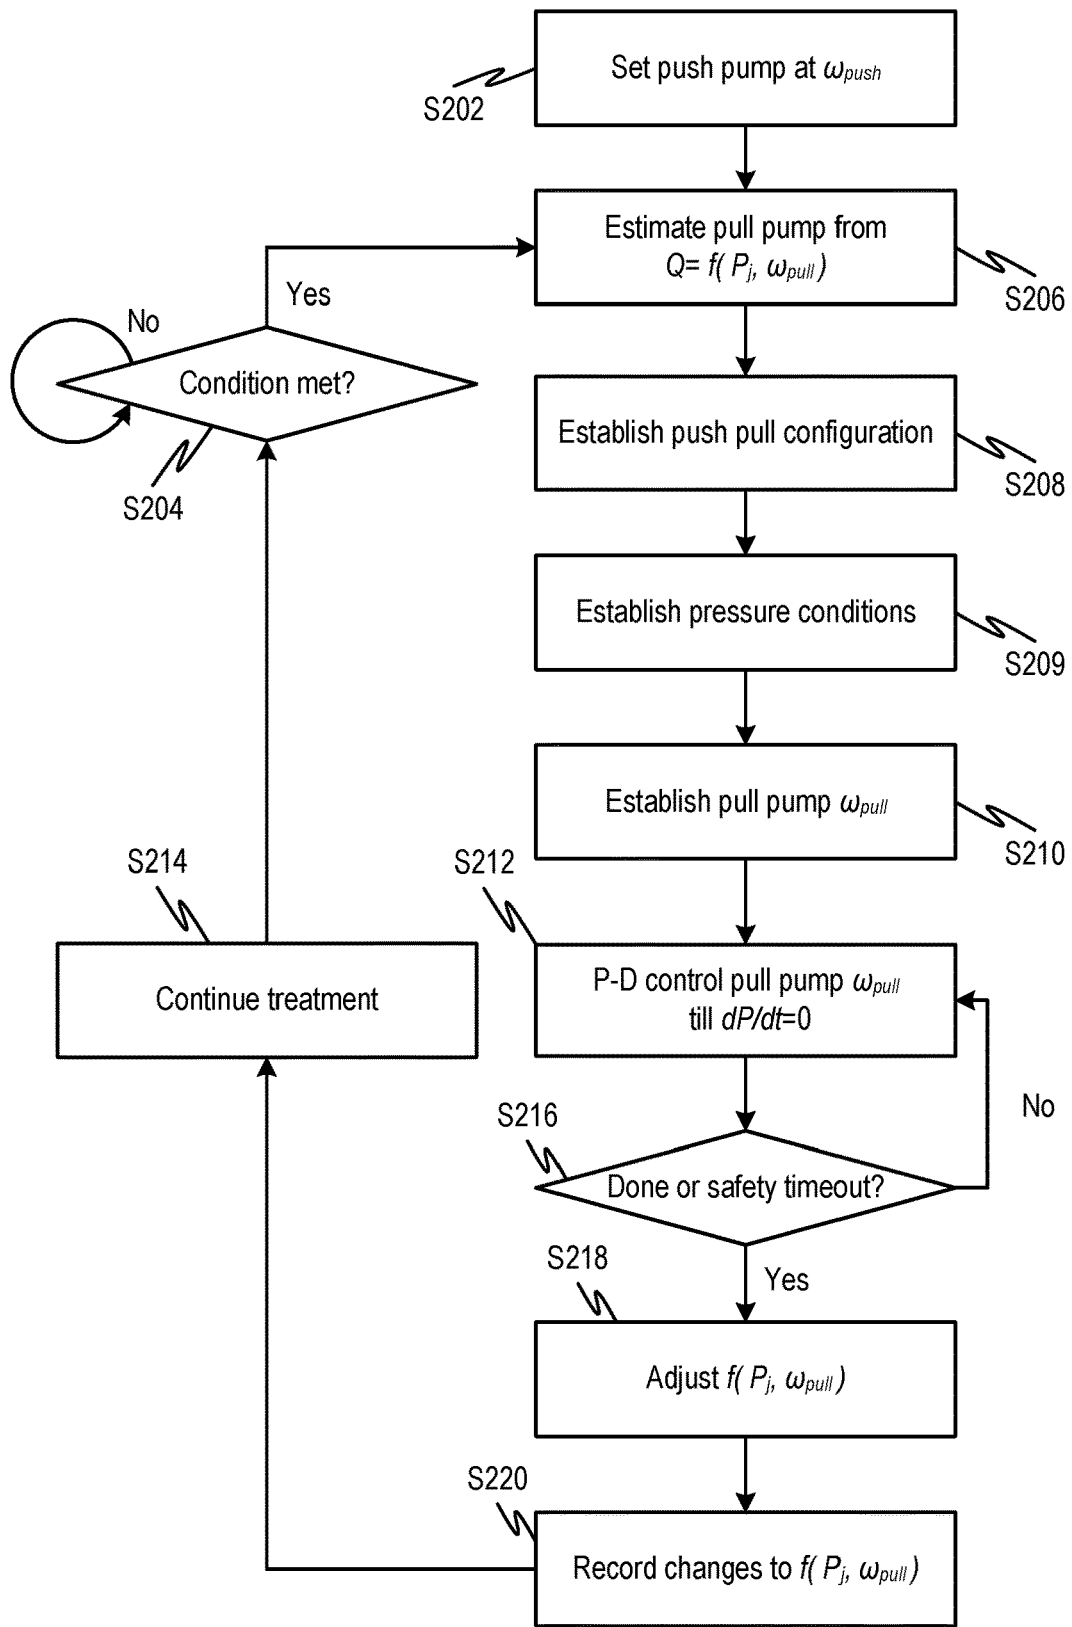 Set push pump at ωpush
S202
Estimate pull pump from
Q= f( Pj, ωpull )
S206
Yes
No
Condition met?
S204
Establish push pull configuration
S208
Establish pressure conditions
S209
Establish pull pump ωpull
S210
S214
Continue treatment
S212
P-D control pull pump ωpull
till dP/dt=0
No
S216
Done or safety timeout?
Yes
S218
Adjust f( Pj, ωpull )
S220
Record changes to f( Pj, ωpull )